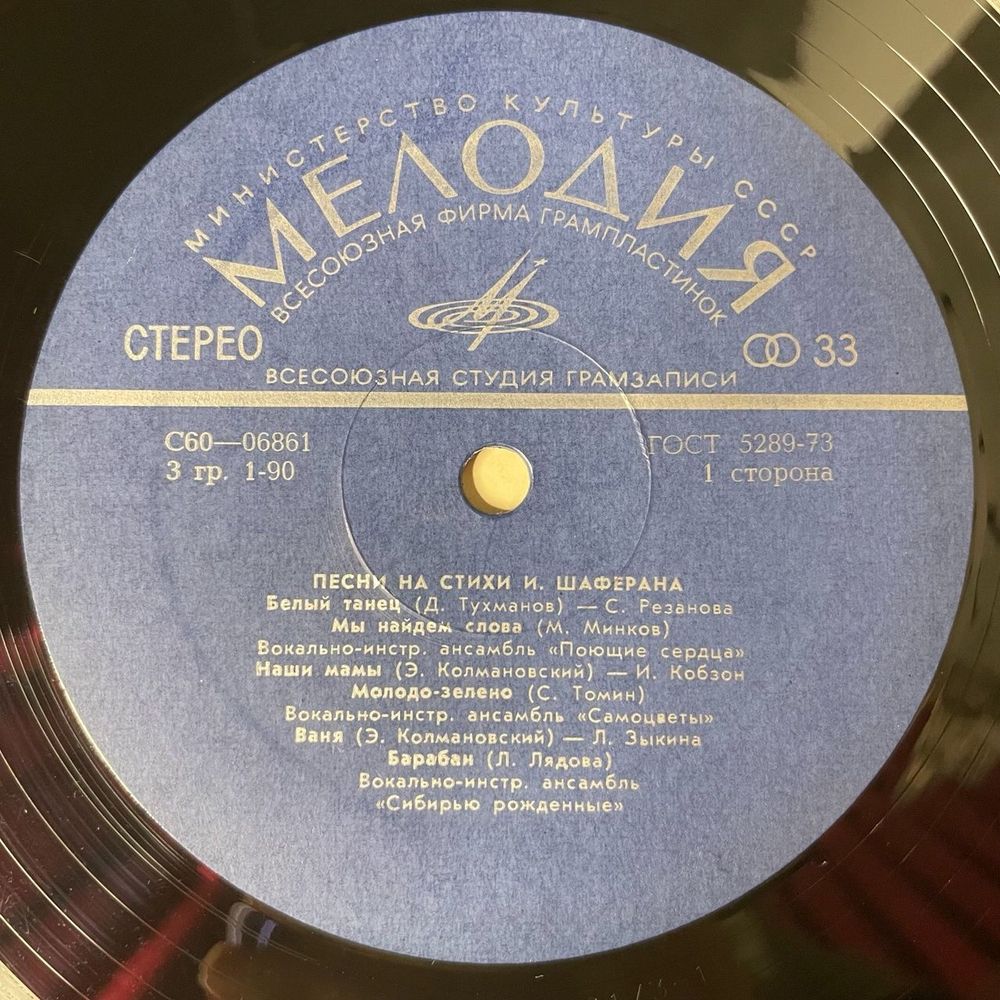 МИНИСТЕРСТВО КУЛЬТУРЫ СССР
МЕЛОДИЯ
ВСЕСОЮЗНАЯ ФИРМА ГРАМПЛАСТИНОК
СТЕРЕО
33
ВСЕСОЮЗНАЯ СТУДИЯ ГРАМЗАПИСИ
С60—06861
ГОСТ 5289-73
3 гр. 1-90
1 сторона
ПЕСНИ НА СТИХИ И. ШАФЕРАНА
Белый танец (Д. Тухманов) — С. Резанова
Мы найдем слова (М. Минков)
Вокально-инстр. ансамбль «Поющие сердца»
Наши мамы (Э. Колмановский) — И. Кобзон
Молодо-зелено (С. Томин)
Вокально-инстр. ансамбль «Самоцветы»
Ваня (Э. Колмановский) — Л. Зыкина
Барабан (Л. Лядова)
Вокально-инстр. ансамбль
«Сибирью рожденные»